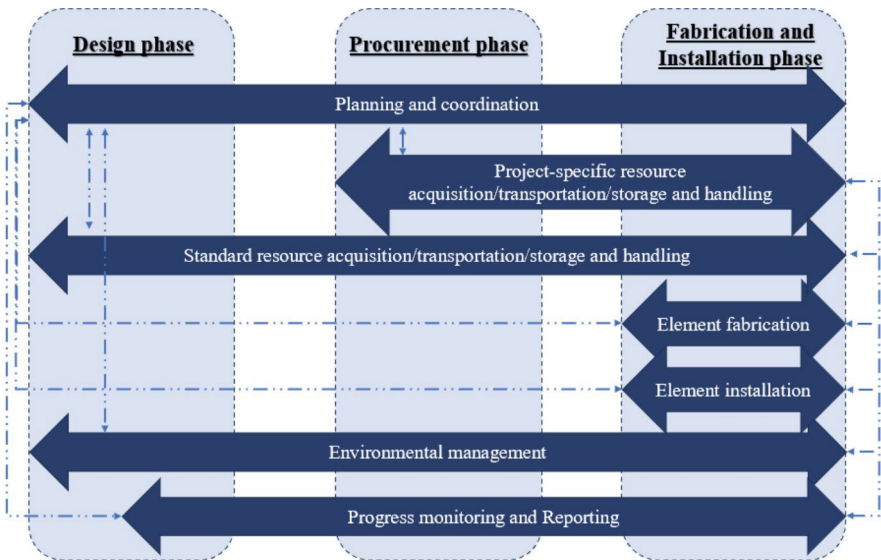 Design phase
Procurement phase
Fabrication and
Installation phase
Planning and coordination
Project-specific resource
acquisition/transportation/storage and handling
Standard resource acquisition/transportation/storage and handling
Element fabrication
Element installation
Environmental management
Progress monitoring and Reporting